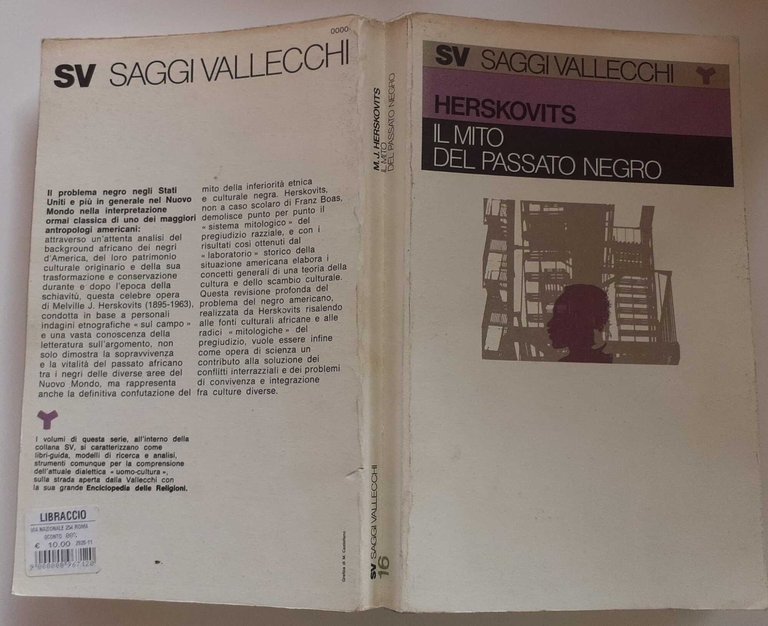 0000
SV SAGGI VALLECCHI
Il problema negro negli Stati
Uniti e più in generale nel Nuovo
Mondo nella interpretazione
ormai classica di uno dei maggiori
antropologi americani:
attraverso un'attenta analisi del
background africano dei negri
d'America, del loro patrimonio
culturale originario e della sua
trasformazione e conservazione
durante e dopo l'epoca della
schiavitù, questa celebre opera
di Melville J. Herskovits (1895-1963),
condotta in base a personali
indagini etnografiche « sul campo »
e una vasta conoscenza della
letteratura sull'argomento, non
solo dimostra la sopravvivenza
e la vitalità del passato africano
tra i negri delle diverse aree del
Nuovo Mondo, ma rappresenta
anche la definitiva confutazione del
mito della inferiorità etnica
e culturale negra. Herskovits,
non a caso scolaro di Franz Boas,
demolisce punto per punto il
« sistema mitologico » del
pregiudizio razziale, e con i
risultati così ottenuti dal
« laboratorio » storico della
situazione americana elabora i
concetti generali di una teoria della
cultura e dello scambio culturale.
Questa revisione profonda del
problema del negro americano,
realizzata da Herskovits risalendo
alle fonti culturali africane e alle
radici « mitologiche » del
pregiudizio, vuole essere infine
come opera di scienza un
contributo alla soluzione dei
conflitti interrazziali e dei problemi
di convivenza e integrazione
fra culture diverse.
I volumi di questa serie, all'interno della
collana SV, si caratterizzano come
libri-guida, modelli di ricerca e analisi,
strumenti comunque per la comprensione
dell'attuale dialettica « uomo-cultura »,
sulla strada aperta dalla Vallecchi con
la sua grande Enciclopedia delle Religioni.
LIBRACCIO
VIA NAZIONALE 254 ROMA
SCONTO
€ 10,00
Grafica di M. Castellani
M. J. HERSKOVITS
IL MITO
DEL PASSATO NEGRO
SV SAGGI VALLECCHI
16
SV SAGGI VALLECCHI
HERSKOVITS
IL MITO
DEL PASSATO NEGRO